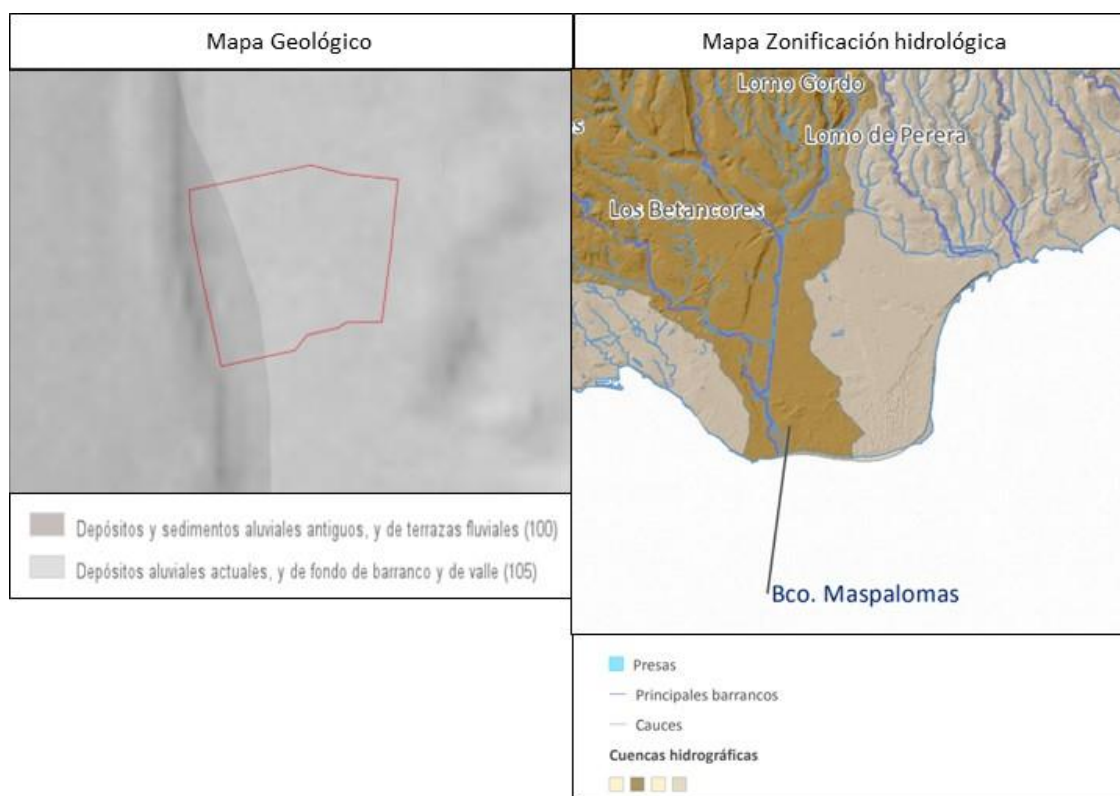 Mapa Geológico
Mapa Zonificación hidrológica
Lomo Gordo
Lomo de Perera
es
Los Betancores
Bco. Maspalomas
Depósitos y sedimentos aluviales antiguos, y de terrazas fluviales (100)
Depósitos aluviales actuales, y de fondo de barranco y de valle (105)
Presas
Principales barrancos
Cauces
Cuencas hidrográficas